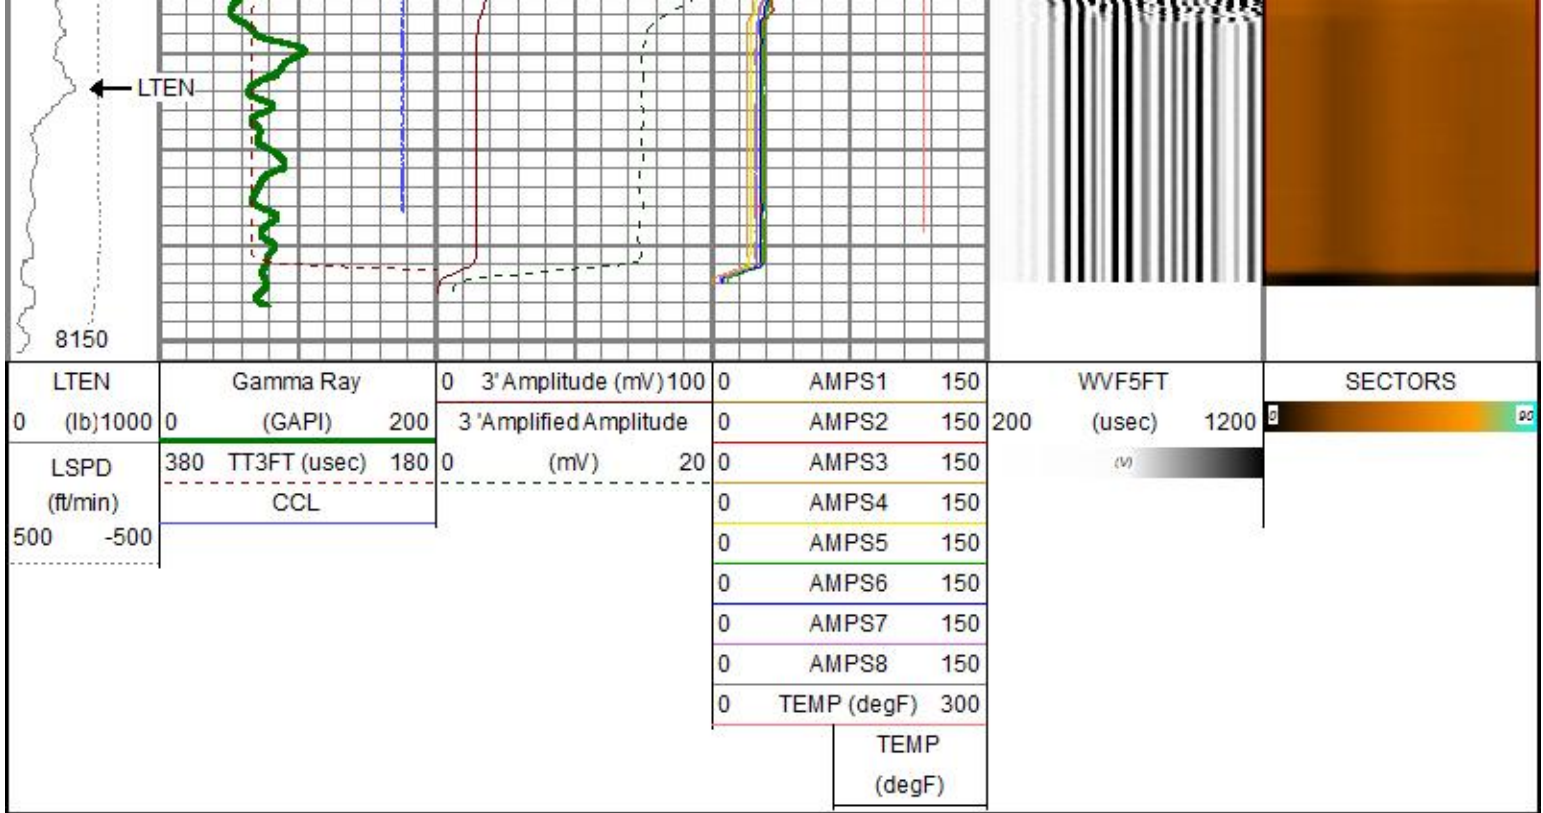 LTEN
8150
LTEN
0 (lb)1000
LSPD
(ft/min)
500 -500
Gamma Ray
0 (GAPI) 200
380 TT3FT (usec) 180
CCL
0 3'Amplitude (mV)100
3 'Amplified Amplitude
0 (mV) 20
0 AMPS1 150
0 AMPS2 150
0 AMPS3 150
0 AMPS4 150
0 AMPS5 150
0 AMPS6 150
0 AMPS7 150
0 AMPS8 150
0 TEMP (degF) 300
TEMP
(degF)
WVF5FT
200 (usec) 1200
(V)
SECTORS
0 90